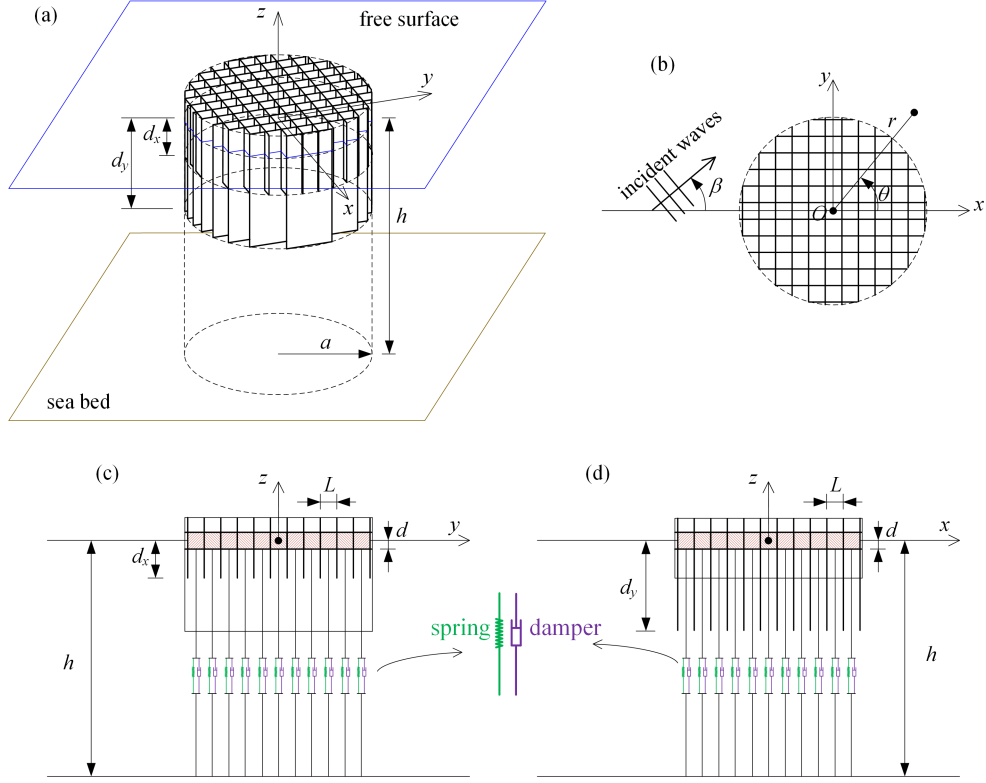 (a)
z
free surface
y
d_x
d_y
x
h
a
sea bed
(b)
y
r
incident waves
β
θ
O
x
(c)
z
L
d
y
d_x
h
(d)
z
L
d
x
d_y
h
spring
damper